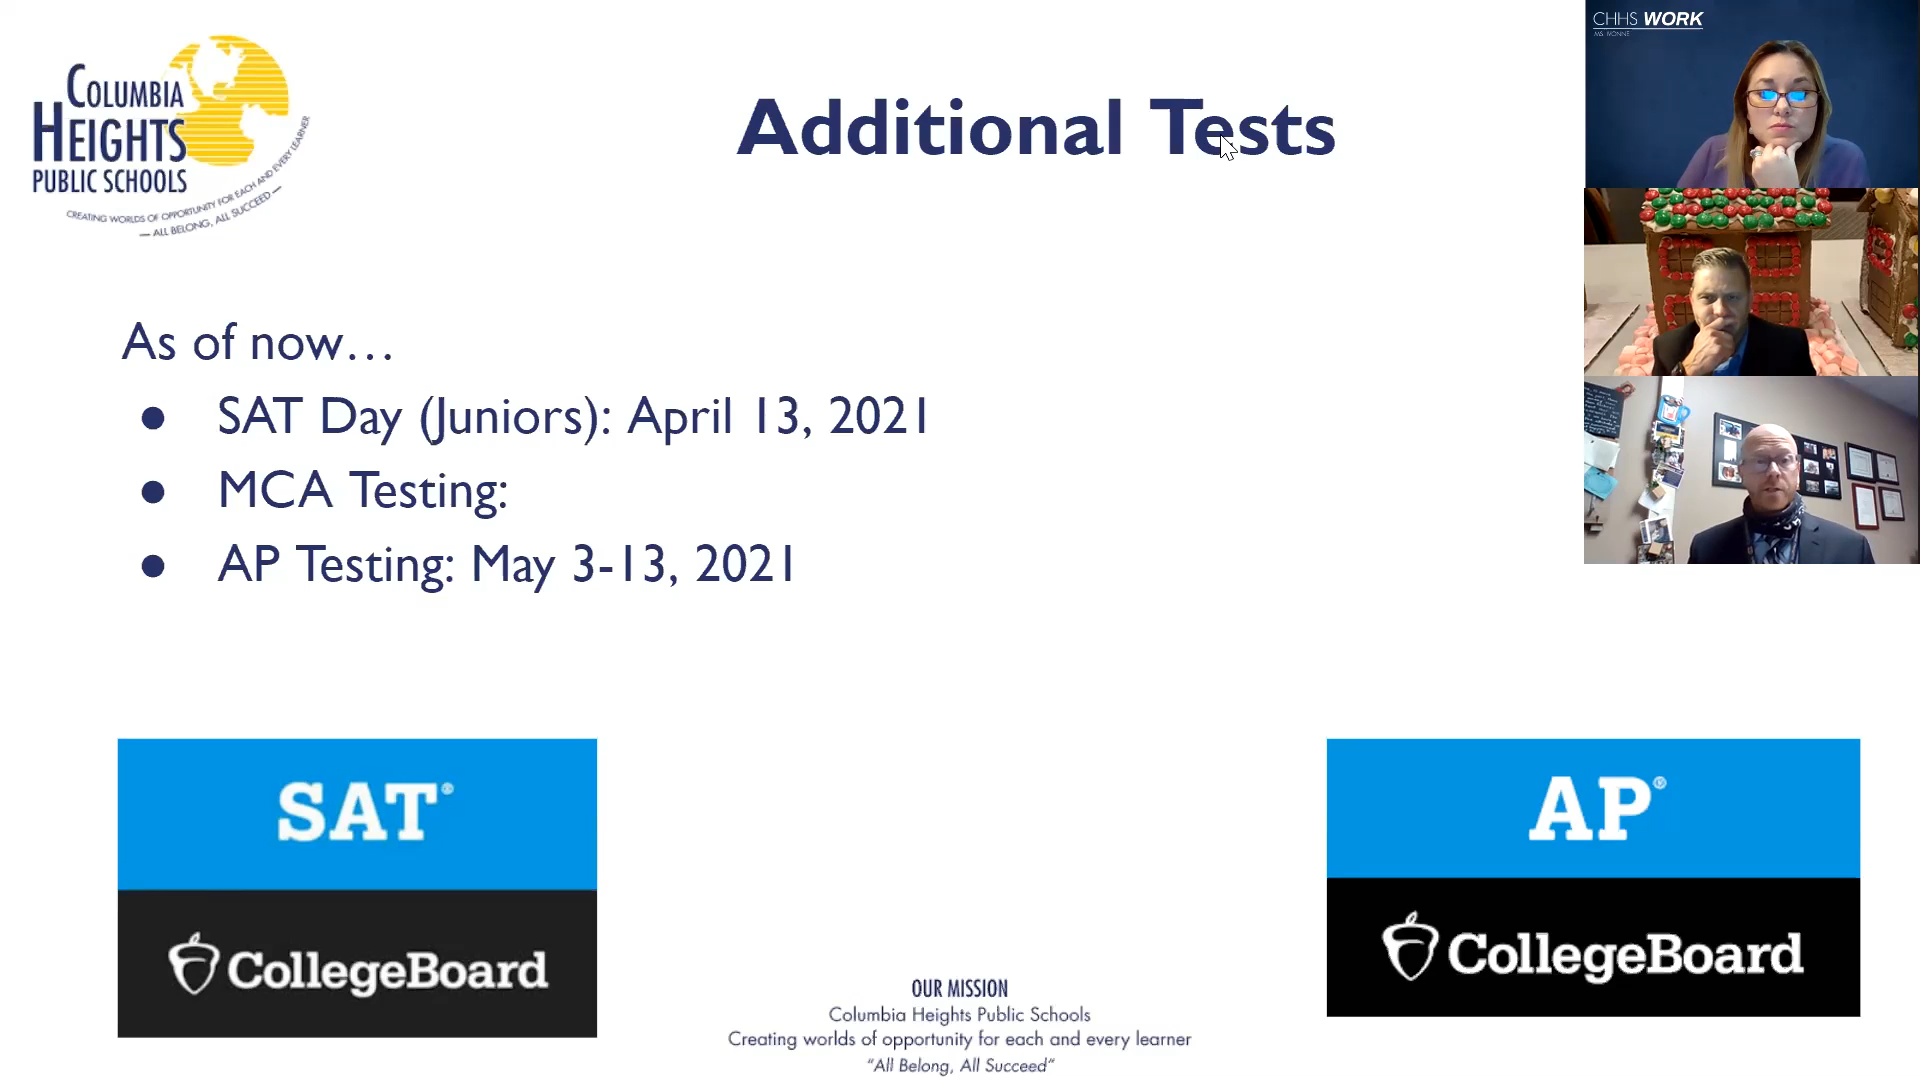 COLUMBIA
HEIGHTS
PUBLIC SCHOOLS
CREATING WORLDS OF OPPORTUNITY FOR EACH AND EVERY LEARNER
— ALL BELONG, ALL SUCCEED —
Additional Tests
CHHS WORK
MS. MONNE
As of now…
● SAT Day (Juniors): April 13, 2021
● MCA Testing:
● AP Testing: May 3-13, 2021
SAT®
CollegeBoard
AP®
CollegeBoard
OUR MISSION
Columbia Heights Public Schools
Creating worlds of opportunity for each and every learner
"All Belong, All Succeed"